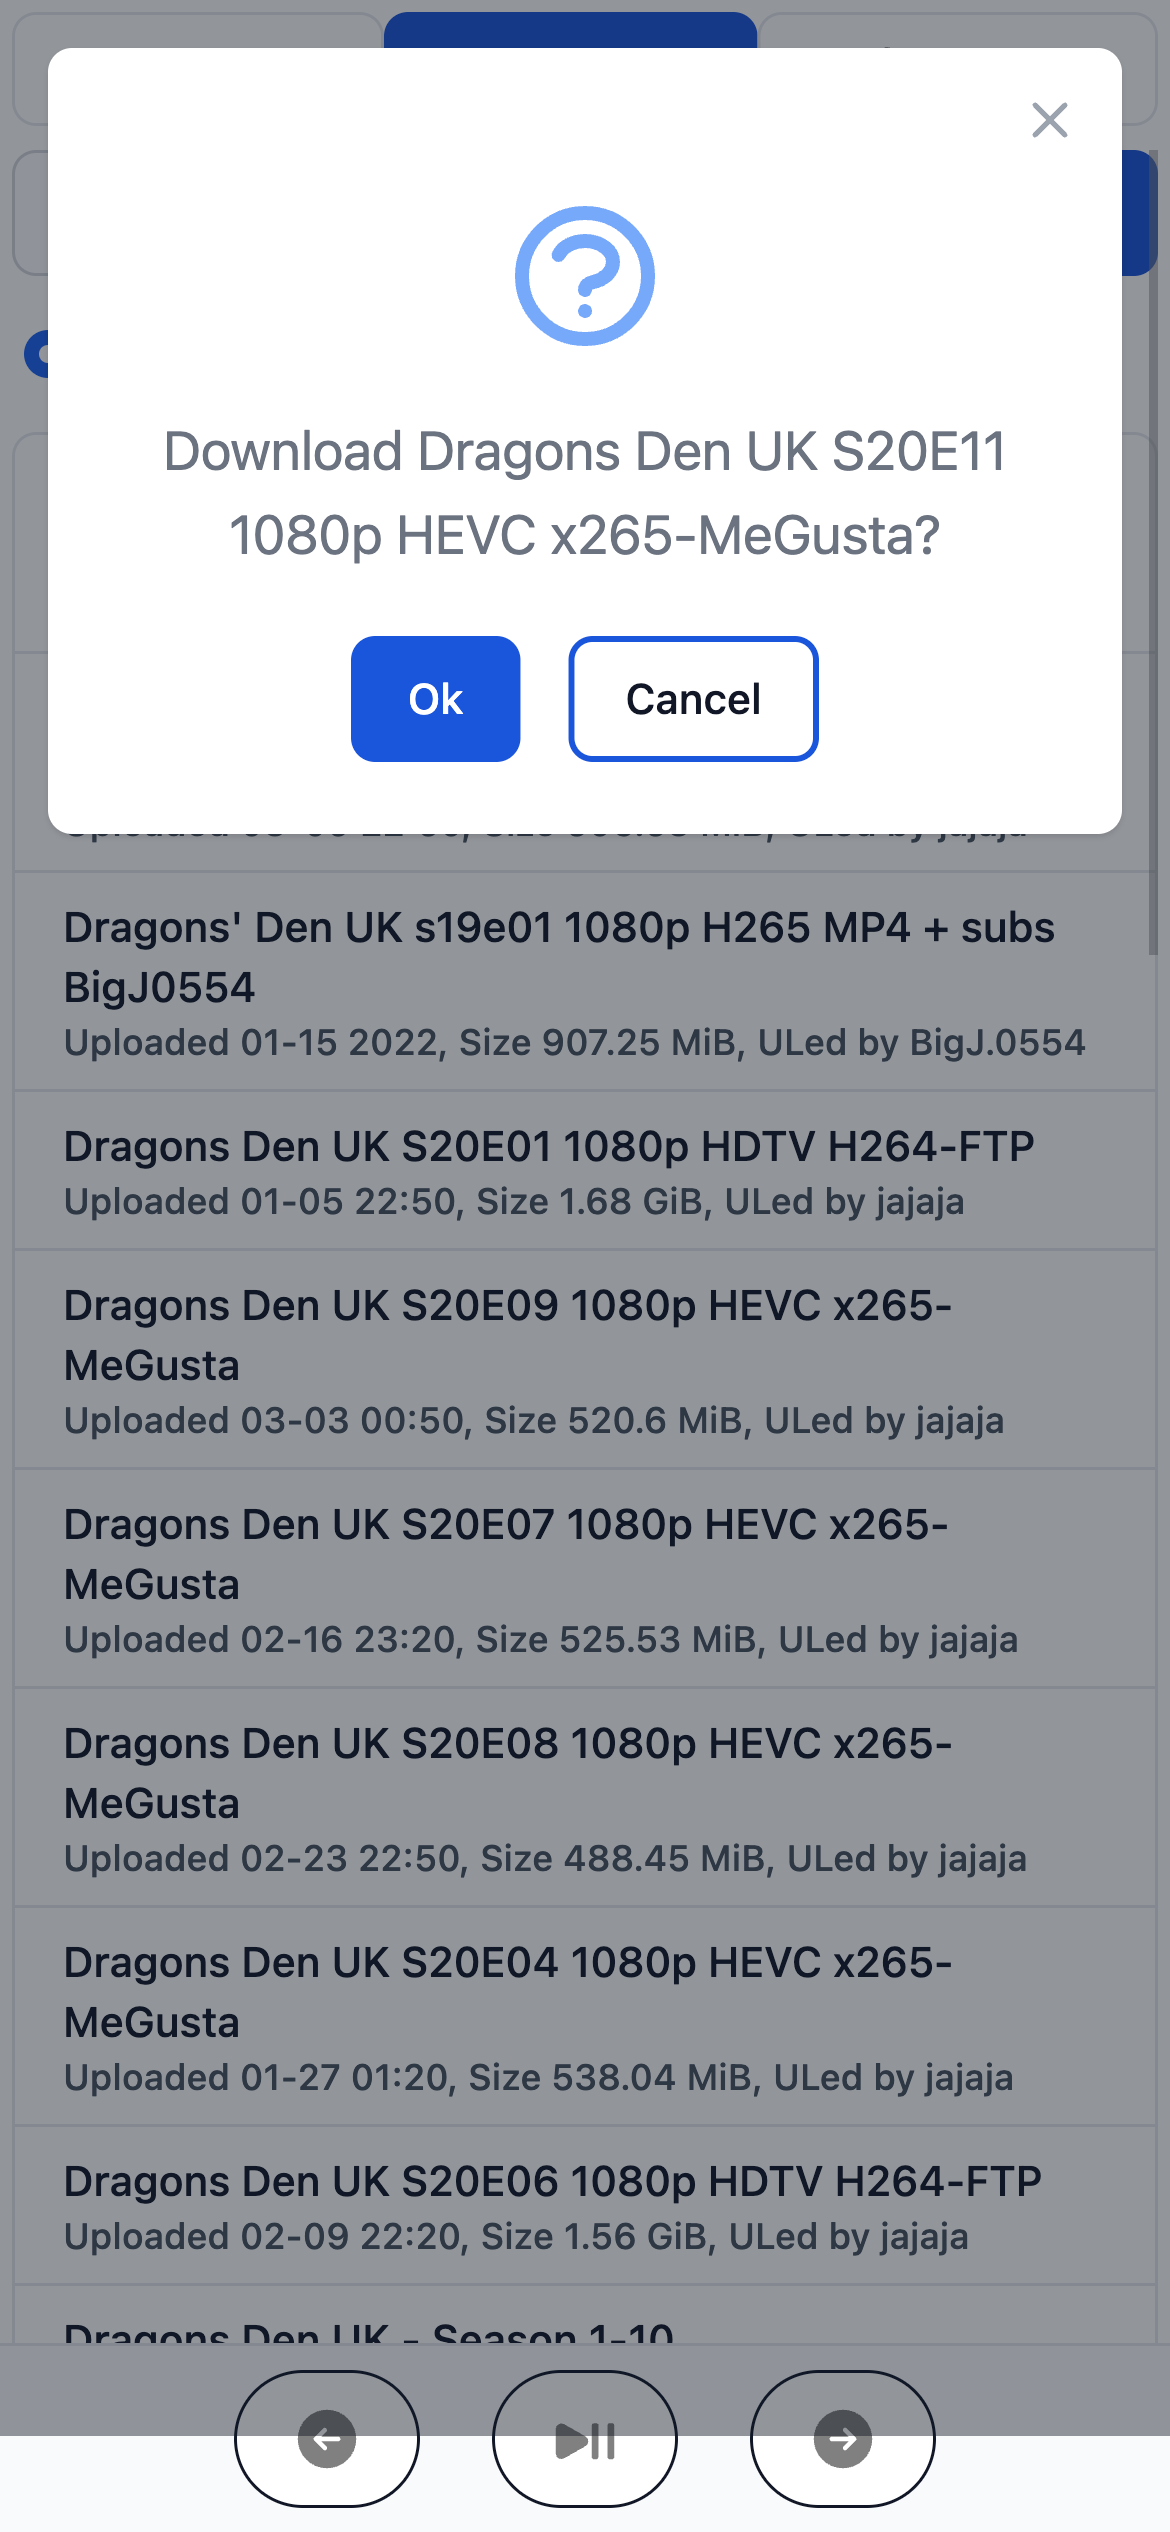 Download Dragons Den UK S20E11
1080p HEVC x265-MeGusta?
Ok
Cancel
Dragons' Den UK s19e01 1080p H265 MP4 + subs
BigJ0554
Uploaded 01-15 2022, Size 907.25 MiB, ULed by BigJ.0554
Dragons Den UK S20E01 1080p HDTV H264-FTP
Uploaded 01-05 22:50, Size 1.68 GiB, ULed by jajaja
Dragons Den UK S20E09 1080p HEVC x265-
MeGusta
Uploaded 03-03 00:50, Size 520.6 MiB, ULed by jajaja
Dragons Den UK S20E07 1080p HEVC x265-
MeGusta
Uploaded 02-16 23:20, Size 525.53 MiB, ULed by jajaja
Dragons Den UK S20E08 1080p HEVC x265-
MeGusta
Uploaded 02-23 22:50, Size 488.45 MiB, ULed by jajaja
Dragons Den UK S20E04 1080p HEVC x265-
MeGusta
Uploaded 01-27 01:20, Size 538.04 MiB, ULed by jajaja
Dragons Den UK S20E06 1080p HDTV H264-FTP
Uploaded 02-09 22:20, Size 1.56 GiB, ULed by jajaja
Dragons Den UK - Season 1-10